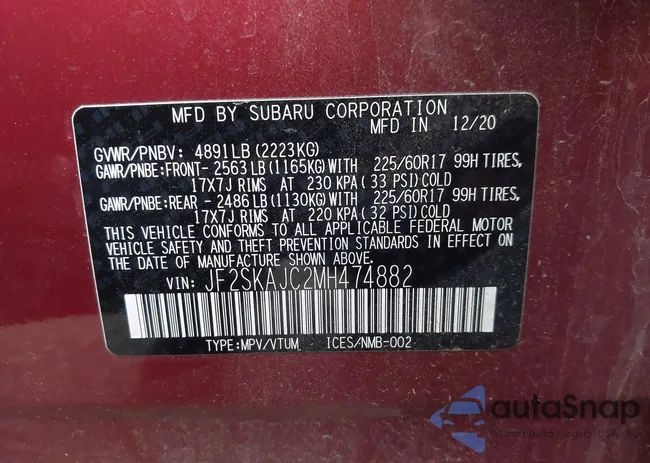 MFD BY SUBARU CORPORATION
MFD IN 12/20
GVWR/PNBV: 4891LB (2223KG)
GAWR/PNBE:FRONT- 2563LB (1165KG)WITH 225/60R17 99H TIRES,
17X7J RIMS AT 230 KPA (33 PSI)COLD
GAWR/PNBE:REAR - 2486LB (1130KG)WITH 225/60R17 99H TIRES,
17X7J RIMS AT 220 KPA (32 PSI)COLD
THIS VEHICLE CONFORMS TO ALL APPLICABLE FEDERAL MOTOR
VEHICLE SAFETY AND THEFT PREVENTION STANDARDS IN EFFECT ON
DATE OF MANUFACTURE SHOWN ABOVE.
VIN: JF2SKAJC2MH474882
TYPE:MPV/VTUM ICES/NMB-002
autoSnap